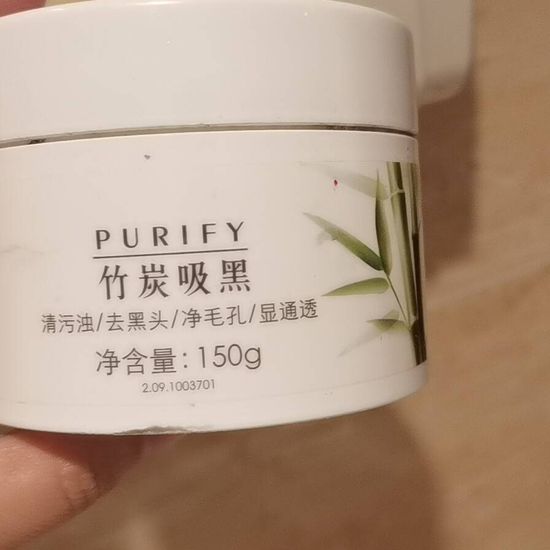 PURIFY
竹炭吸黑
清污浊/去黑头/净毛孔/显通透
净含量:150g
2.09.1003701